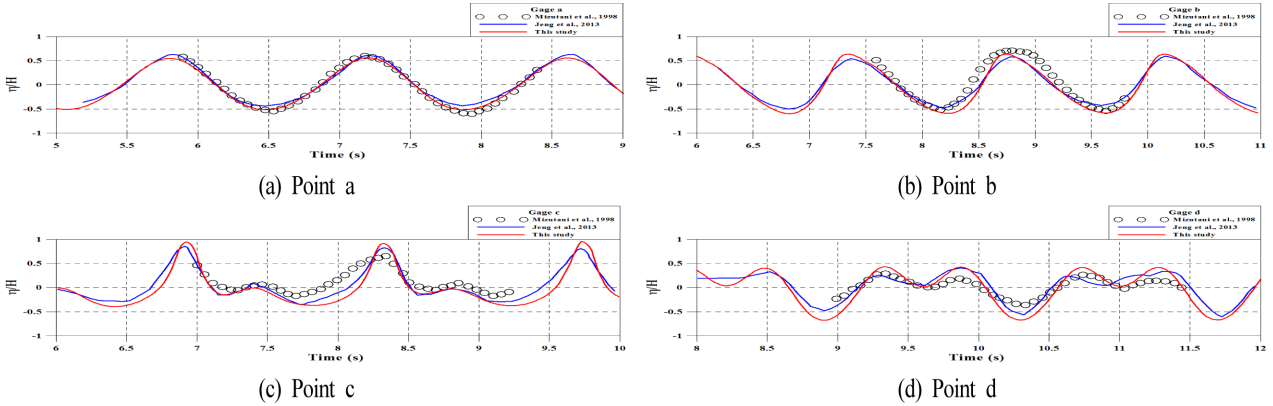 Gage a
Mizutani et al., 1998
Jeng et al., 2013
This study
1
0.5
0
-0.5
-1
η/H
5
5.5
6
6.5
7
7.5
8
8.5
9
Time (s)
(a) Point a
Gage b
Mizutani et al., 1998
Jeng et al., 2013
This study
1
0.5
0
-0.5
-1
η/H
6
6.5
7
7.5
8
8.5
9
9.5
10
10.5
11
Time (s)
(b) Point b
Gage c
Mizutani et al., 1998
Jeng et al., 2013
This study
1
0.5
0
-0.5
-1
η/H
6
6.5
7
7.5
8
8.5
9
9.5
10
Time (s)
(c) Point c
Gage d
Mizutani et al., 1998
Jeng et al., 2013
This study
1
0.5
0
-0.5
-1
η/H
8
8.5
9
9.5
10
10.5
11
11.5
12
Time (s)
(d) Point d